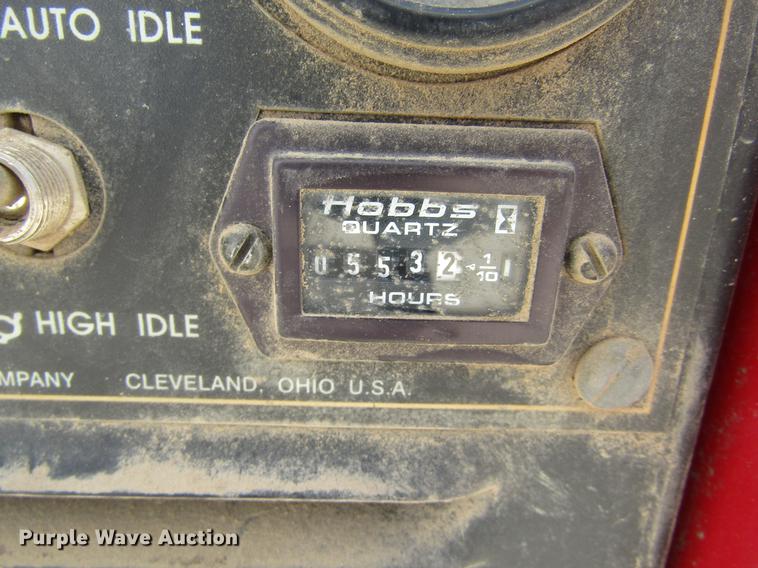 AUTO IDLE
Hobbs
QUARTZ
0 5 5 3 2 1/10
HOURS
HIGH IDLE
MPANY CLEVELAND, OHIO U.S.A.
Purple Wave Auction